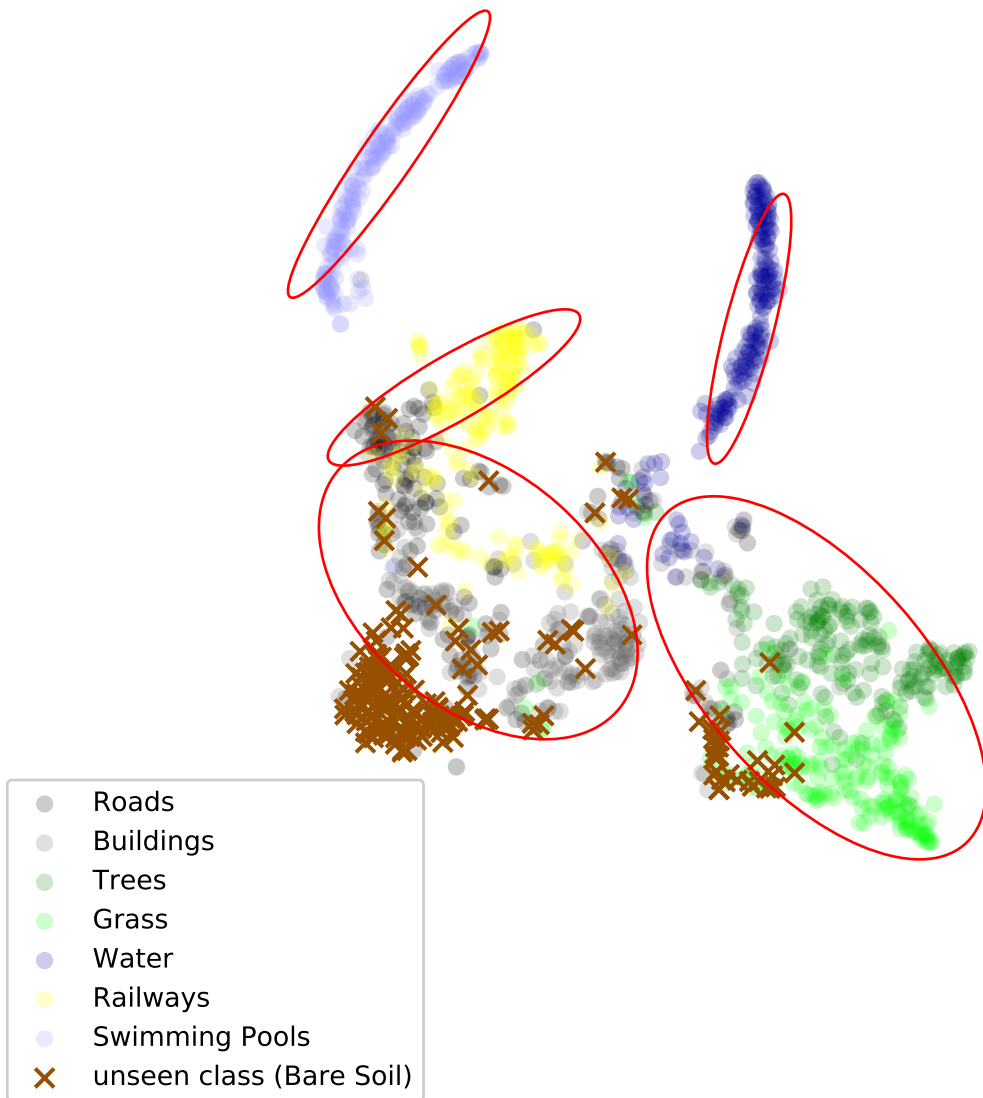 Roads
Buildings
Trees
Grass
Water
Railways
Swimming Pools
unseen class (Bare Soil)